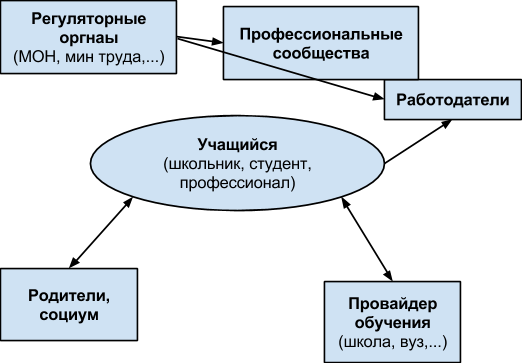 Регуляторные
оргнаы
(МОН, мин труда,...)
Профессиональные
сообщества
Работодатели
Учащийся
(школьник, студент,
профессионал)
Родители,
социум
Провайдер
обучения
(школа, вуз,...)